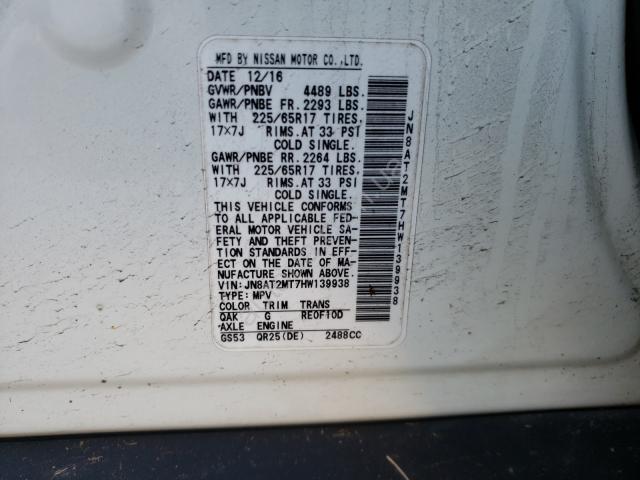 MFD BY NISSAN MOTOR CO.,LTD.
DATE 12/16
GVWR/PNBV 4489 LBS.
GAWR/PNBE FR. 2293 LBS.
WITH 225/65R17 TIRES,
17×7J RIMS.AT 33 PSI
COLD SINGLE.
GAWR/PNBE RR. 2264 LBS.
WITH 225/65R17 TIRES,
17×7J RIMS.AT 33 PSI
COLD SINGLE.
THIS VEHICLE CONFORMS
TO ALL APPLICABLE FED-
ERAL MOTOR VEHICLE SA-
FETY AND THEFT PREVEN-
TION STANDARDS IN EFF-
ECT ON THE DATE OF MA-
NUFACTURE SHOWN ABOVE.
VIN: JN8AT2MT7HW139938
TYPE: MPV
COLOR TRIM TRANS
QAK G RE0F10D
AXLE ENGINE
GS53 QR25(DE) 2488CC
JN8AT2MT7HW139938